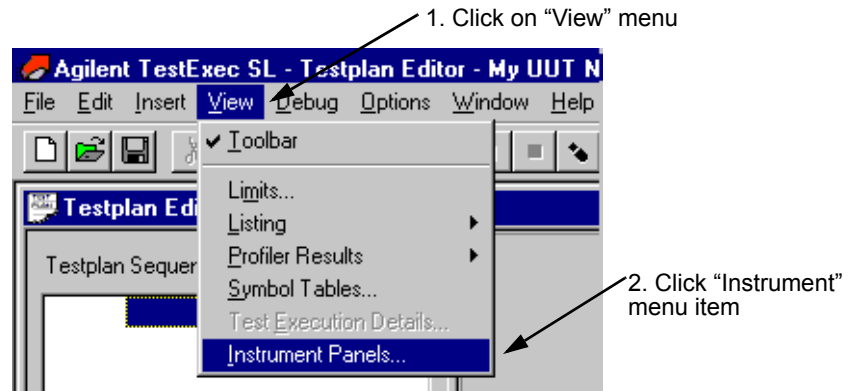 1. Click on “View” menu
Agilent TestExec SL - Testplan Editor - My UUT N
File Edit Insert View Debug Options Window Help
Toolbar
Limits...
Testplan Edi
Listing
Testplan Sequer
Profiler Results
Symbol Tables...
2. Click “Instrument”
menu item
Test Execution Details...
Instrument Panels...